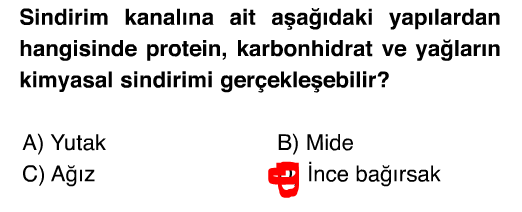 Sindirim kanalına ait aşağıdaki yapılardan
hangisinde protein, karbonhidrat ve yağların
kimyasal sindirimi gerçekleşebilir?
A) Yutak
B) Mide
C) Ağız
İnce bağırsak